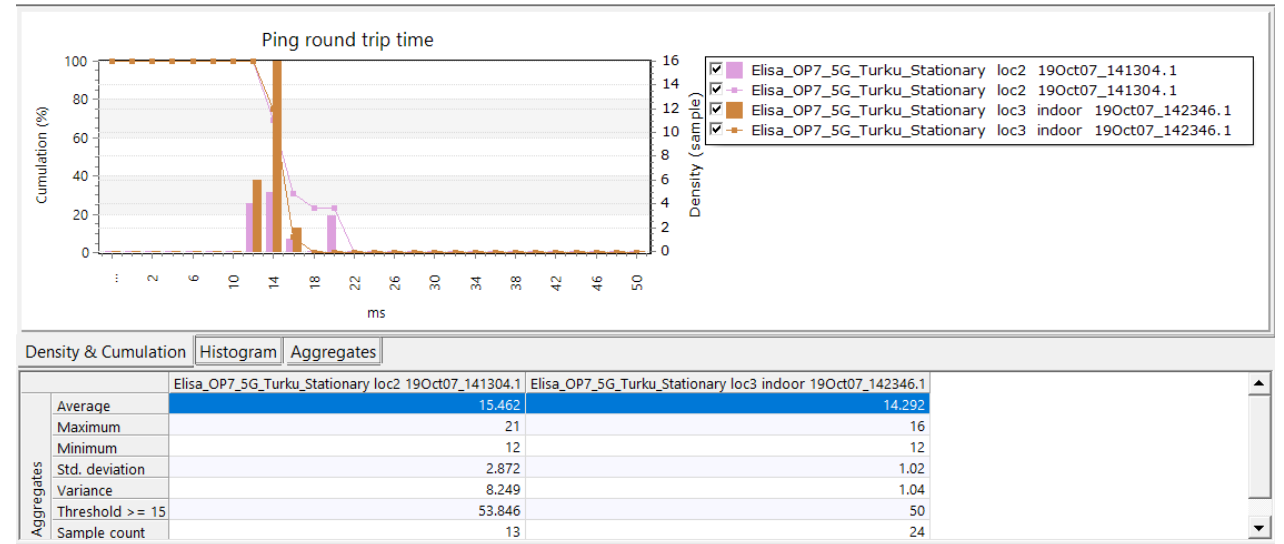 Ping round trip time
100
80
60
40
20
0
Cumulation (%)
16
14
12
10
8
6
4
2
0
Density (sample)
... 2 6 10 14 18 22 26 30 34 38 42 46 50
ms
Elisa_OP7_5G_Turku_Stationary loc2 19Oct07_141304.1
Elisa_OP7_5G_Turku_Stationary loc2 19Oct07_141304.1
Elisa_OP7_5G_Turku_Stationary loc3 indoor 19Oct07_142346.1
Elisa_OP7_5G_Turku_Stationary loc3 indoor 19Oct07_142346.1
Density & Cumulation Histogram Aggregates
Elisa_OP7_5G_Turku_Stationary loc2 19Oct07_141304.1 Elisa_OP7_5G_Turku_Stationary loc3 indoor 19Oct07_142346.1
Aggregates
Average 15.462 14.292
Maximum 21 16
Minimum 12 12
Std. deviation 2.872 1.02
Variance 8.249 1.04
Threshold >= 15 53.846 50
Sample count 13 24